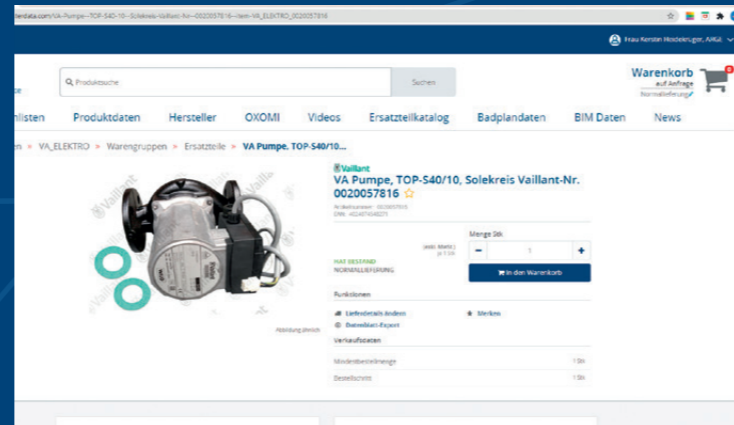 Frau Kerstin
Produktsuche
Suchen
Warenkorb
0
auf Anfrage
Normallieferung
nlisten Produktdaten Hersteller OXOMI Videos Ersatzteilkatalog Badplandaten BIM Daten News
VA_ELEKTRO » Warengruppen » Ersatzteile » VA Pumpe, TOP-S40/10...
Vaillant
VA Pumpe, TOP-S40/10, Solekreis Vaillant-Nr.
0020057816
Menge Stk
HAT BESTAND
NORMALLIEFERUNG
- 1 +
In den Warenkorb
Funktionen
Lieferdetails ändern
Merken
Datenblatt-Export
Abbildung ähnlich
Verkaufsdaten
Mindestbestellmenge 1 Stk
Bestellschritt 1 Stk